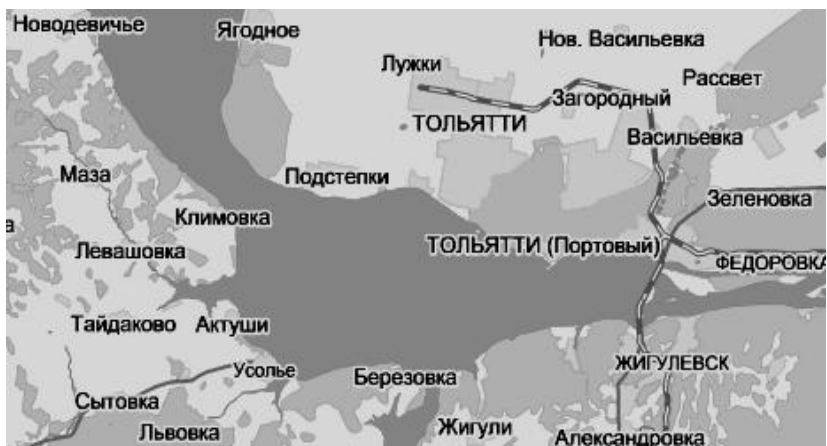 Новодевичье
Ягодное
Нов. Васильевка
Лужки
Рассвет
Загородный
ТОЛЬЯТТИ
Васильевка
Маза
Подстепки
Зеленовка
Климовка
а
Левашовка
ТОЛЬЯТТИ (Портовый)
ФЕДОРОВКА
Тайдаково
Актуши
Усолье
Березовка
ЖИГУЛЕВСК
Сытовка
Львовка
Жигули
Александровка